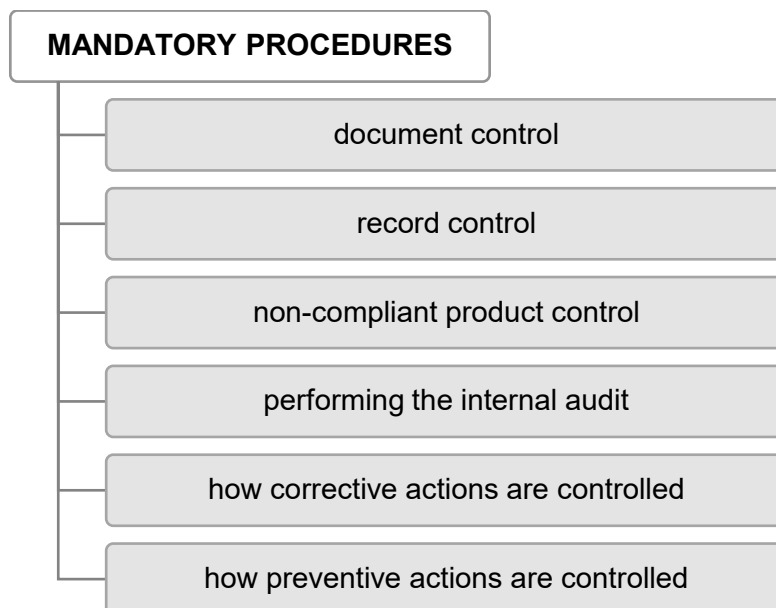 MANDATORY PROCEDURES
document control
record control
non-compliant product control
performing the internal audit
how corrective actions are controlled
how preventive actions are controlled